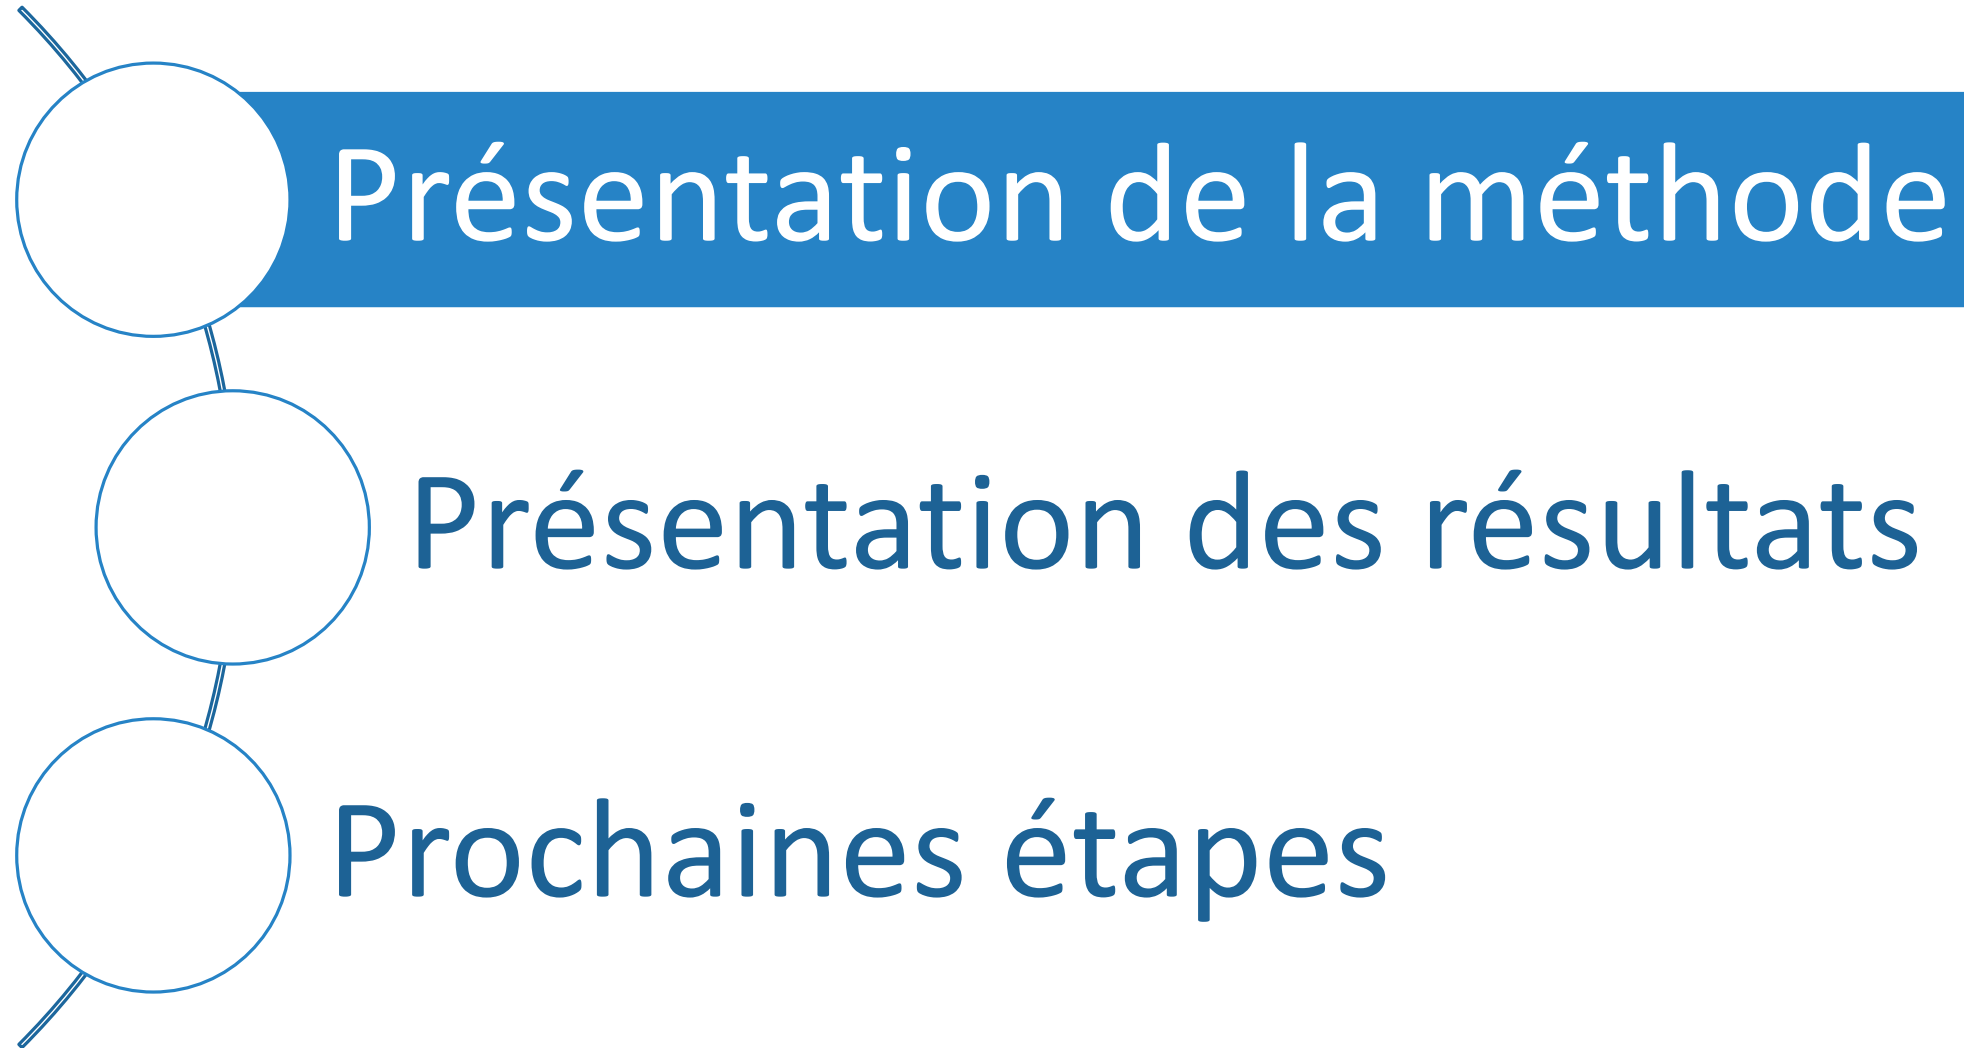 Présentation de la méthode
Présentation des résultats
Prochaines étapes